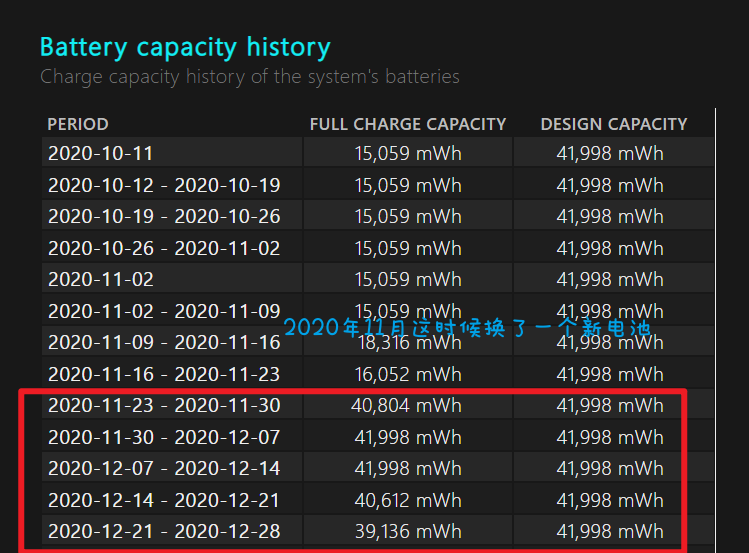 Battery capacity history
Charge capacity history of the system's batteries
PERIOD FULL CHARGE CAPACITY DESIGN CAPACITY
2020-10-11 15,059 mWh 41,998 mWh
2020-10-12 - 2020-10-19 15,059 mWh 41,998 mWh
2020-10-19 - 2020-10-26 15,059 mWh 41,998 mWh
2020-10-26 - 2020-11-02 15,059 mWh 41,998 mWh
2020-11-02 15,059 mWh 41,998 mWh
2020-11-02 - 2020-11-09 15,059 mWh 41,998 mWh
2020年11月这时候换了一个新电池
2020-11-09 - 2020-11-16 18,316 mWh 41,998 mWh
2020-11-16 - 2020-11-23 16,052 mWh 41,998 mWh
2020-11-23 - 2020-11-30 40,804 mWh 41,998 mWh
2020-11-30 - 2020-12-07 41,998 mWh 41,998 mWh
2020-12-07 - 2020-12-14 41,998 mWh 41,998 mWh
2020-12-14 - 2020-12-21 40,612 mWh 41,998 mWh
2020-12-21 - 2020-12-28 39,136 mWh 41,998 mWh